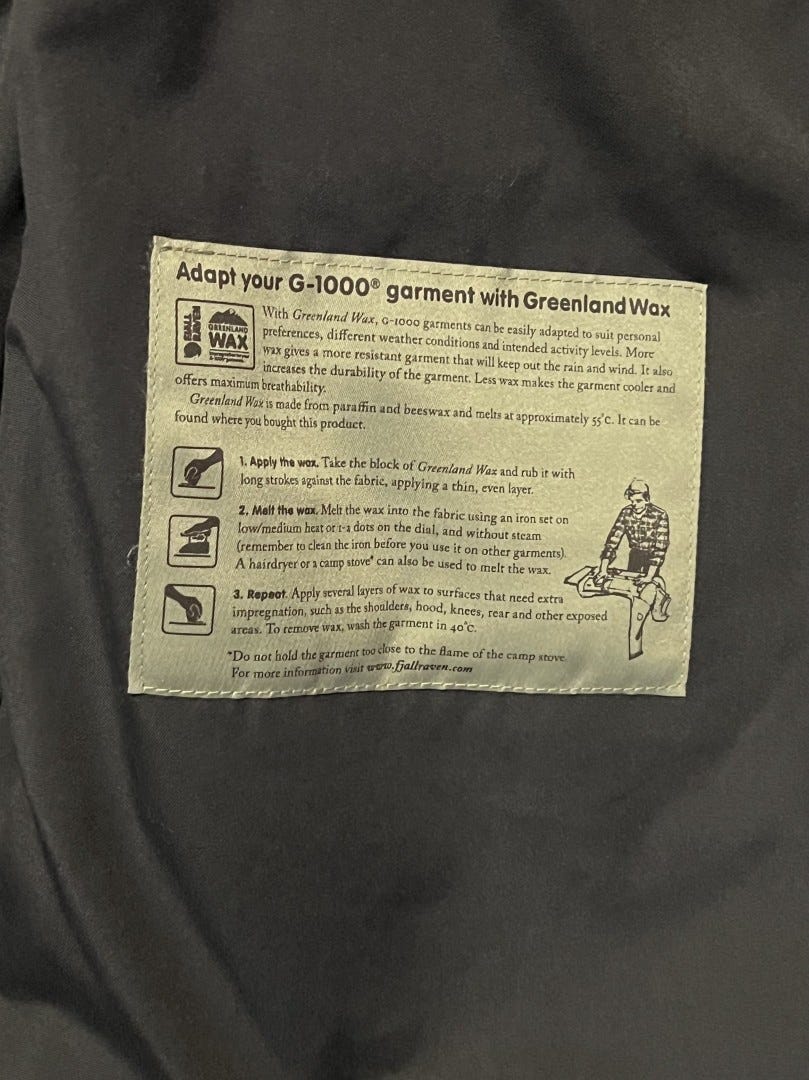 Adapt your G-1000® garment with Greenland Wax
FJÄLL
RÄVEN
GREENLAND
WAX
With Greenland Wax, G-1000 garments can be easily adapted to suit personal
preferences, different weather conditions and intended activity levels. More
wax gives a more resistant garment that will keep out the rain and wind. It also
increases the durability of the garment. Less wax makes the garment cooler and
offers maximum breathability.
Greenland Wax is made from paraffin and beeswax and melts at approximately 55°C. It can be
found where you bought this product.
1. Apply the wax. Take the block of Greenland Wax and rub it with
long strokes against the fabric, applying a thin, even layer.
2. Melt the wax. Melt the wax into the fabric using an iron set on
low/medium heat or 1-2 dots on the dial, and without steam
(remember to clean the iron before you use it on other garments).
A hairdryer or a camp stove* can also be used to melt the wax.
3. Repeat. Apply several layers of wax to surfaces that need extra
impregnation, such as the shoulders, hood, knees, rear and other exposed
areas. To remove wax, wash the garment in 40°C.
*Do not hold the garment too close to the flame of the camp stove.
For more information visit www.fjallraven.com